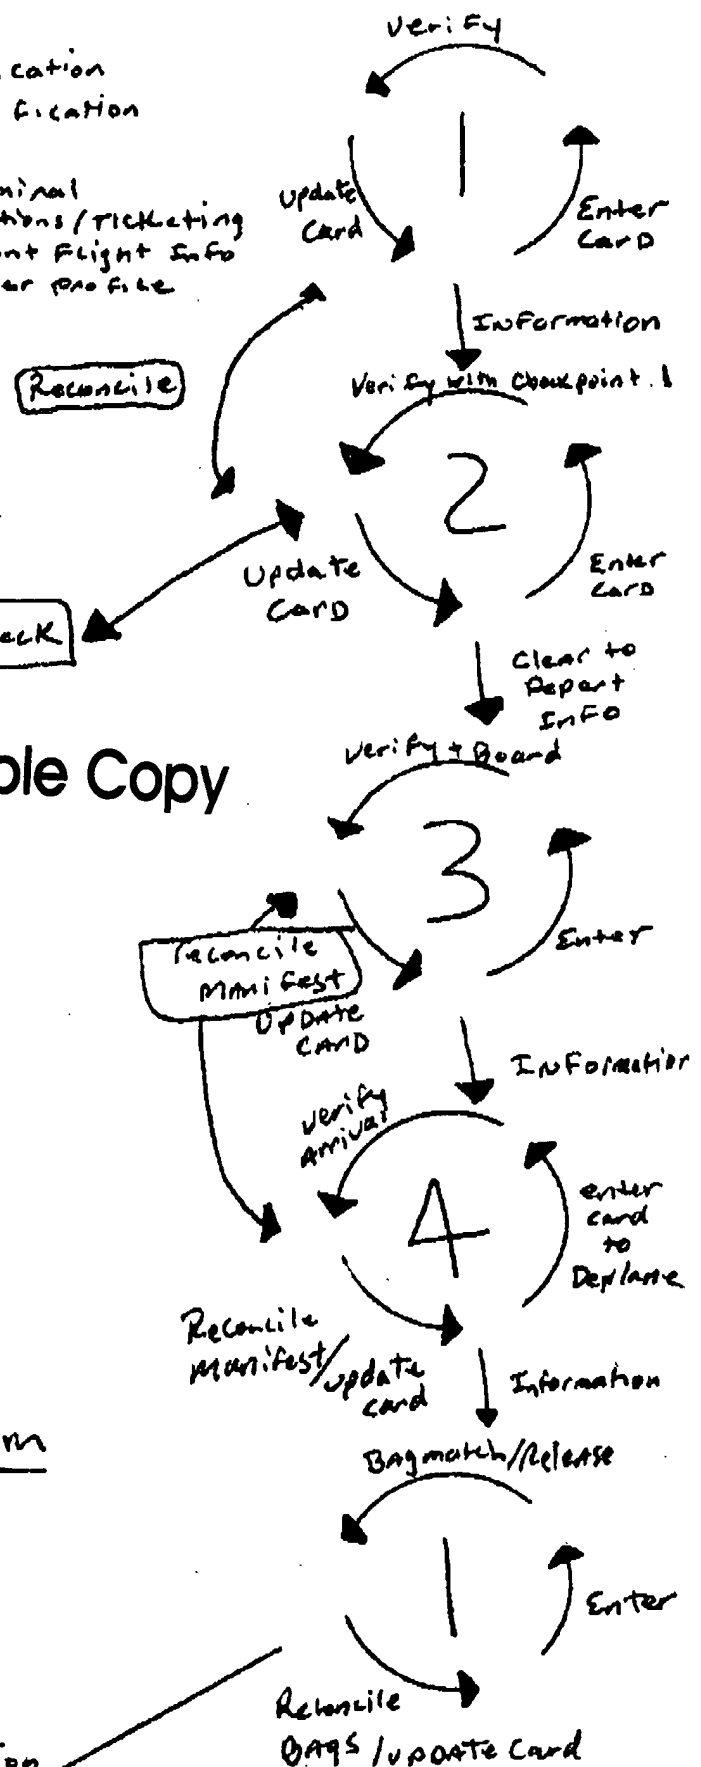 Verify
cation
fication
1
minal
tions/Ticketing
nt Flight Info
er profile
Update
Card
Enter
Card
Information
Reconcile
Verify with Checkpoint 1
2
Update
Card
Enter
Card
eck
Clear to
Depart
Info
ble Copy
Verify + Board
3
Enter
reconcile
Manifest
Update
Card
Information
Verify
Arrival
4
enter
card
to
Deplane
Reconcile
Manifest/update
card
Information
m
Bagmatch/Release
1
Enter
Reconcile
Bags/update Card